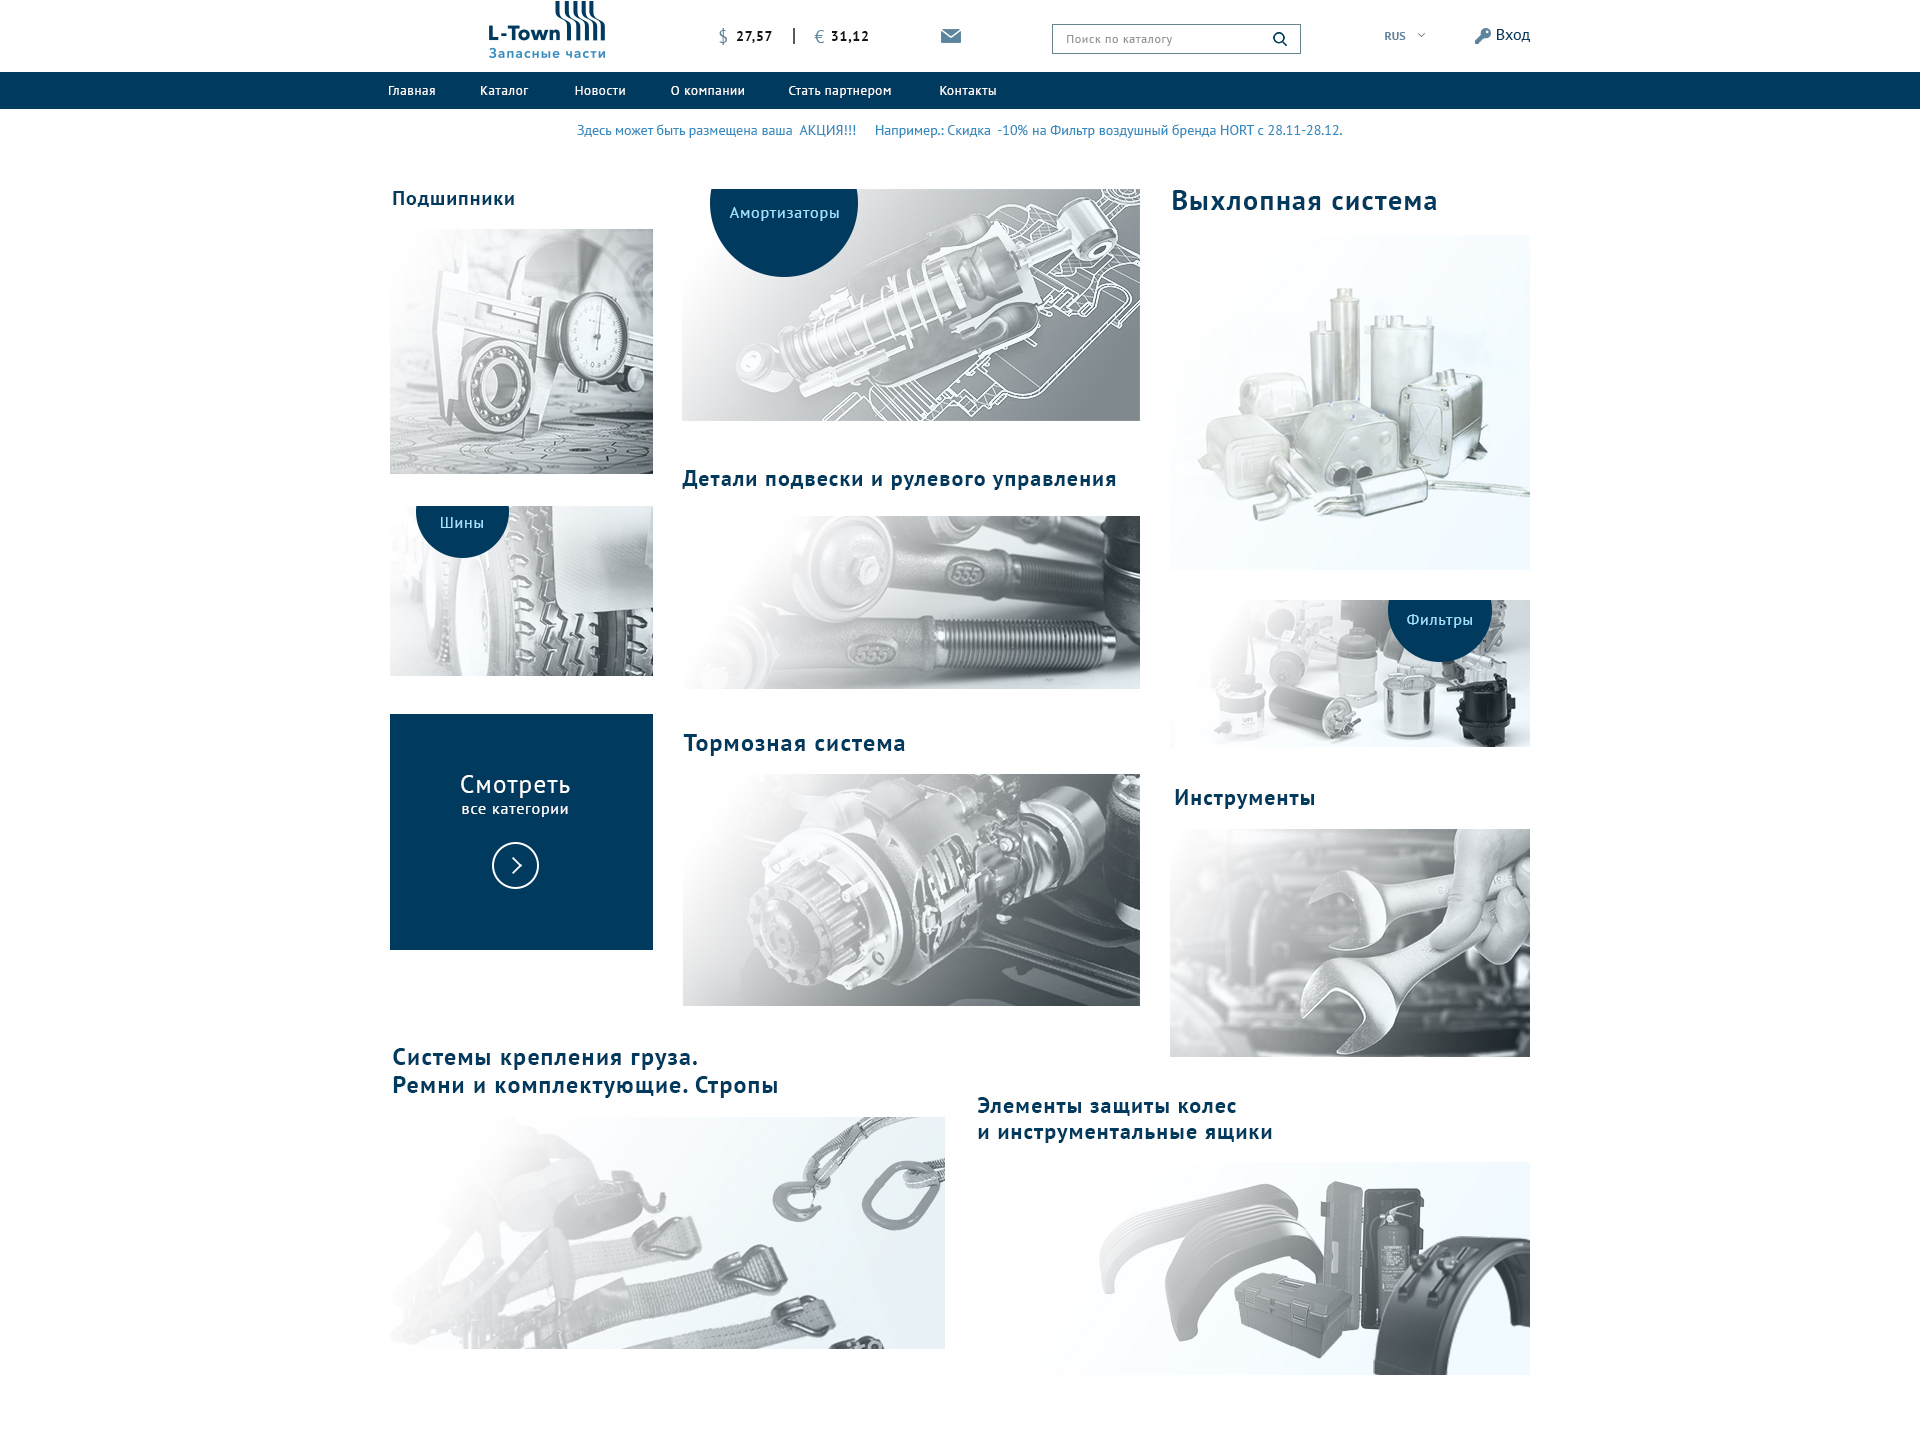 L-Town
Запасные части
$ 27,57 | € 31,12
Поиск по каталогу
RUS
Вход
Главная Каталог Новости О компании Стать партнером Контакты
Здесь может быть размещена ваша АКЦИЯ!!! Например.: Скидка -10% на Фильтр воздушный бренда HORT с 28.11-28.12.
Подшипники
Амортизаторы
Выхлопная система
Детали подвески и рулевого управления
Шины
555
555
Фильтры
Тормозная система
Смотреть
все категории
Инструменты
Системы крепления груза.
Ремни и комплектующие. Стропы
Элементы защиты колес
и инструментальные ящики